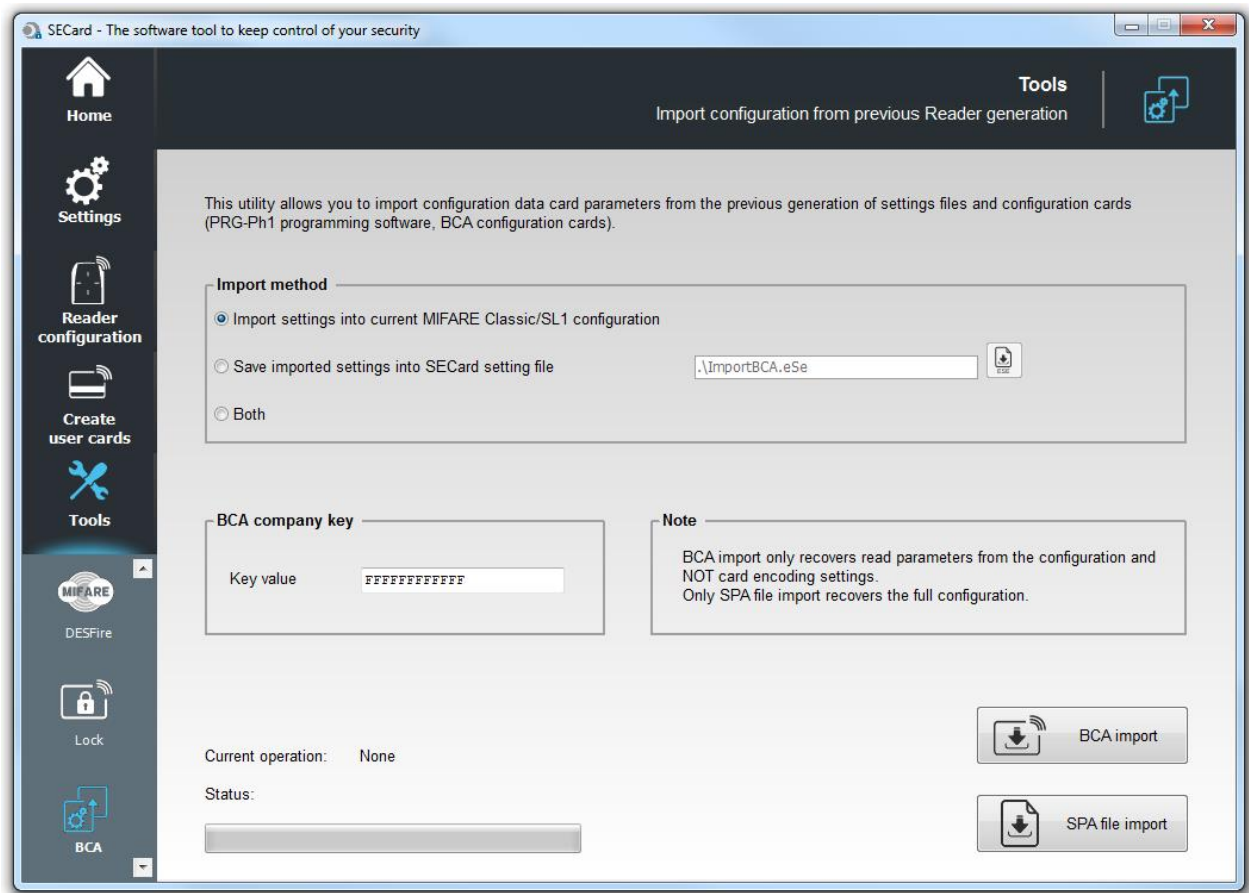 SECard - The software tool to keep control of your security
Home
Tools
Import configuration from previous Reader generation
Settings
This utility allows you to import configuration data card parameters from the previous generation of settings files and configuration cards
(PRG-Ph1 programming software, BCA configuration cards).
Reader
configuration
Import method
Import settings into current MIFARE Classic/SL1 configuration
Save imported settings into SECard setting file
.\ImportBCA.eSe
ESE
Both
Create
user cards
Tools
BCA company key
Key value
FFFFFFFFFFFF
Note
BCA import only recovers read parameters from the configuration and
NOT card encoding settings.
Only SPA file import recovers the full configuration.
MIFARE
DESFire
Lock
BCA
Current operation:
None
Status:
BCA import
SPA file import